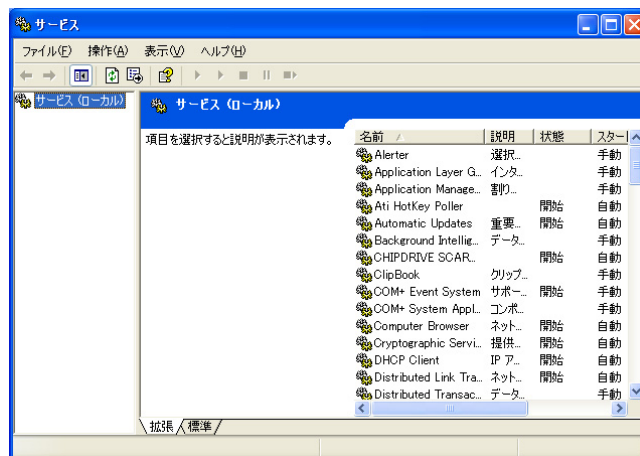 サービス
ファイル(F) 操作(A) 表示(V) ヘルプ(H)
サービス (ローカル)
サービス (ローカル)
項目を選択すると説明が表示されます。
名前 説明 状態 スタート
Alerter 選択... 手動
Application Layer G... インタ... 手動
Application Manage... 割り... 手動
Ati HotKey Poller 開始 自動
Automatic Updates 重要... 開始 自動
Background Intellig... データ... 手動
CHIPDRIVE SCAR... 開始 自動
ClipBook クリップ... 手動
COM+ Event System サポー... 開始 手動
COM+ System Appl... コンポ... 手動
Computer Browser ネット... 開始 自動
Cryptographic Servi... 提供... 開始 自動
DHCP Client IP ア... 開始 自動
Distributed Link Tra... ネット... 開始 自動
Distributed Transac... データ... 手動
拡張 標準